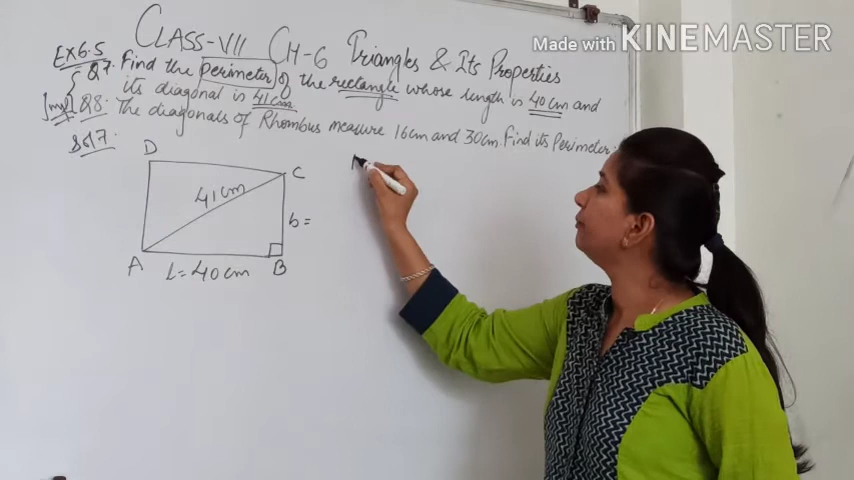 CLASS-VII CH-6 Triangles & Its Properties
Made with KINEMASTER
Ex 6.5
Q7. Find the perimeter of the rectangle whose length is 40cm and
its diagonal is 41cm.
Imp Q8. The diagonals of Rhombus measure 16cm and 30cm. Find its Perimeter.
Sol 7.
D
C
41cm
b =
A
L= 40cm
B